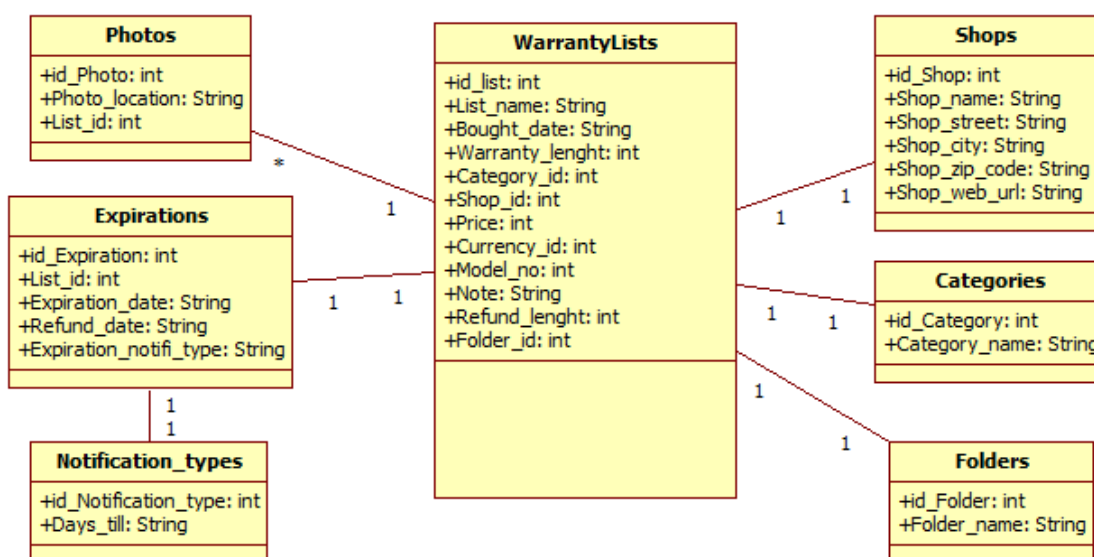 Photos
+id_Photo: int
+Photo_location: String
+List_id: int
*
1
WarrantyLists
+id_list: int
+List_name: String
+Bought_date: String
+Warranty_lenght: int
+Category_id: int
+Shop_id: int
+Price: int
+Currency_id: int
+Model_no: int
+Note: String
+Refund_lenght: int
+Folder_id: int
Shops
+id_Shop: int
+Shop_name: String
+Shop_street: String
+Shop_city: String
+Shop_zip_code: String
+Shop_web_url: String
1
1
Expirations
+id_Expiration: int
+List_id: int
+Expiration_date: String
+Refund_date: String
+Expiration_notifi_type: String
1
1
Categories
+id_Category: int
+Category_name: String
1
1
1
1
Notification_types
+id_Notification_type: int
+Days_till: String
1
1
Folders
+id_Folder: int
+Folder_name: String